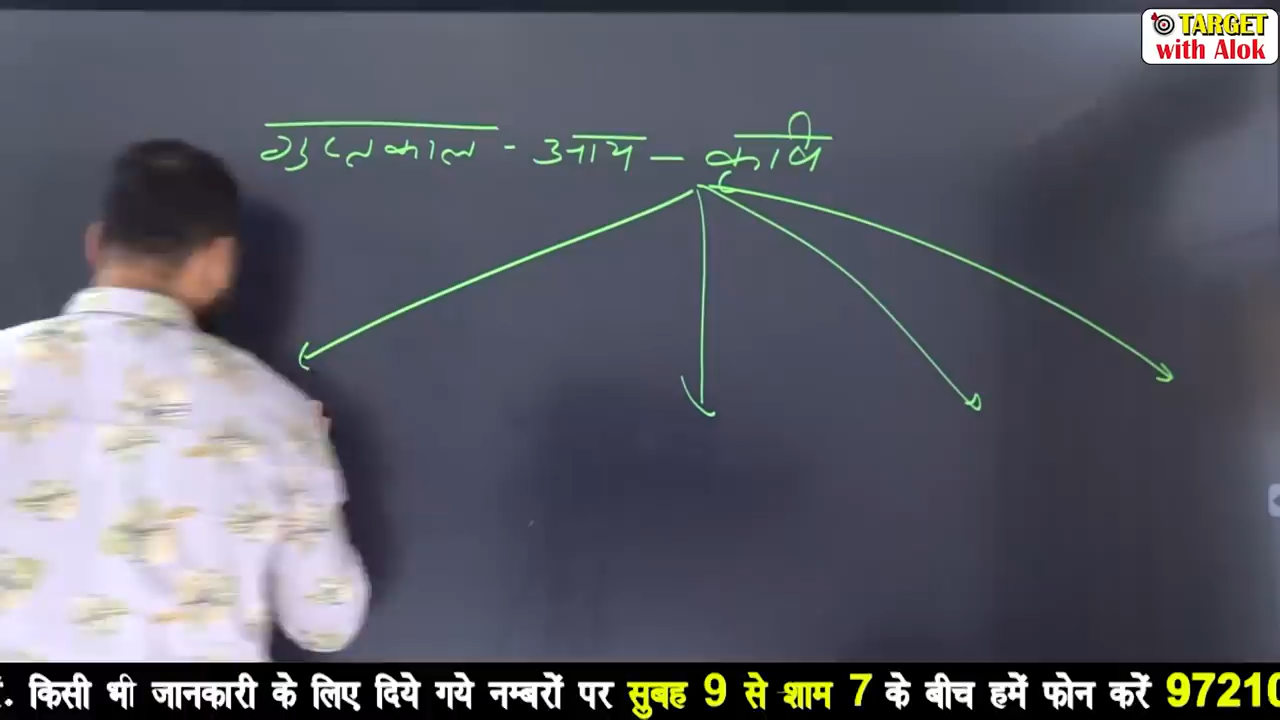 TARGET
with Alok
गुप्तकाल - आय – कृषि
किसी भी जानकारी के लिए दिये गये नम्बरों पर सुबह 9 से शाम 7 के बीच हमें फोन करें 97210